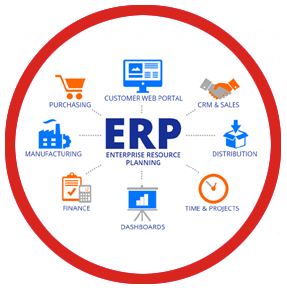 CUSTOMER WEB PORTAL
PURCHASING
CRM & SALES
ERP
ENTERPRISE RESOURCE
PLANNING
MANUFACTURING
DISTRIBUTION
FINANCE
TIME & PROJECTS
DASHBOARDS